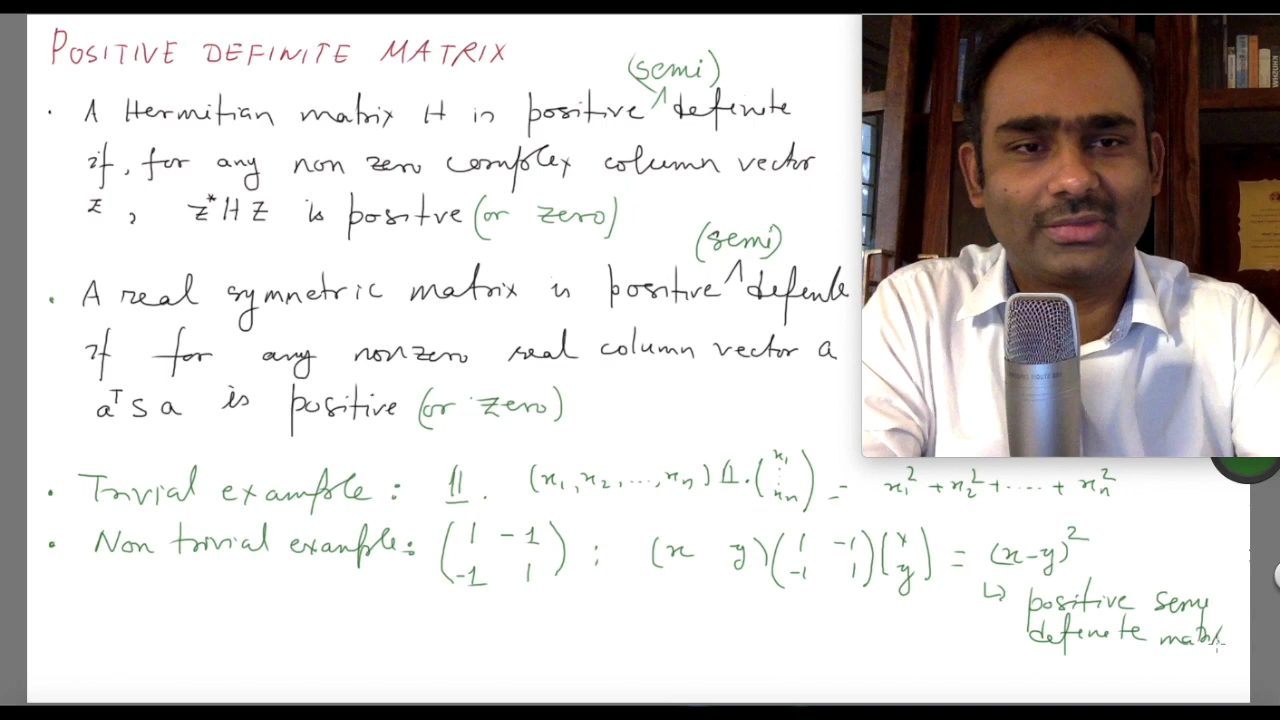 POSITIVE DEFINITE MATRIX
(semi)
· A Hermitian matrix H is positive ^ definite
if, for any non zero complex column vector
z, z*Hz is positve (or zero)
(semi)
· A real symmetric matrix is positive ^ definite
if for any nonzero real column vector a
aᵀSa is positive (or zero)
· Trivial example: 𝟙. (x₁, x₂, ..., xₙ) 𝟙. (x₁ ⋮ xₙ) = x₁² + x₂² + ..... + xₙ²
· Non trivial example: (1 -1 -1 1) ; (x y) (1 -1 -1 1) (x y) = (x-y)²
↳ positive semi
definete matrix